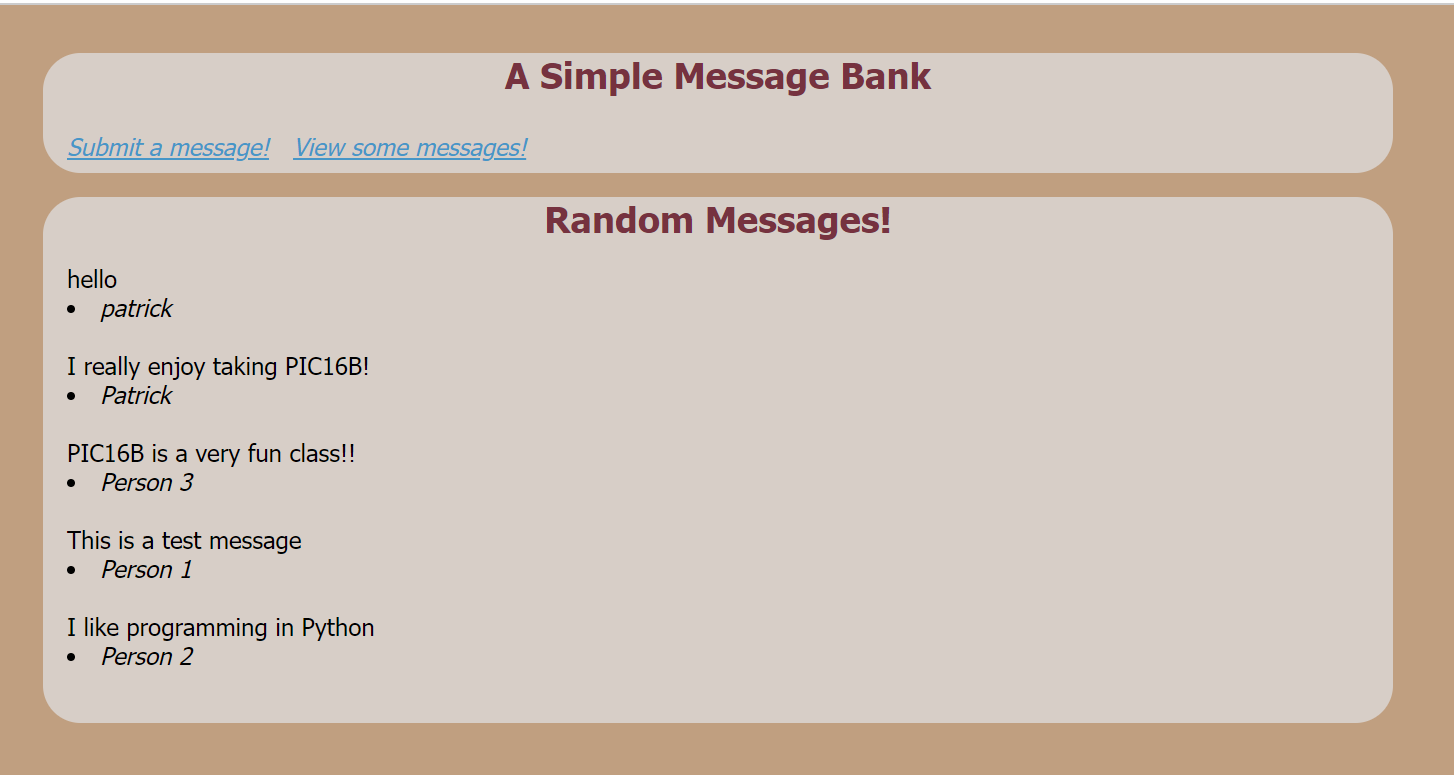 A Simple Message Bank
Submit a message! View some messages!
Random Messages!
hello
• patrick
I really enjoy taking PIC16B!
• Patrick
PIC16B is a very fun class!!
• Person 3
This is a test message
• Person 1
I like programming in Python
• Person 2